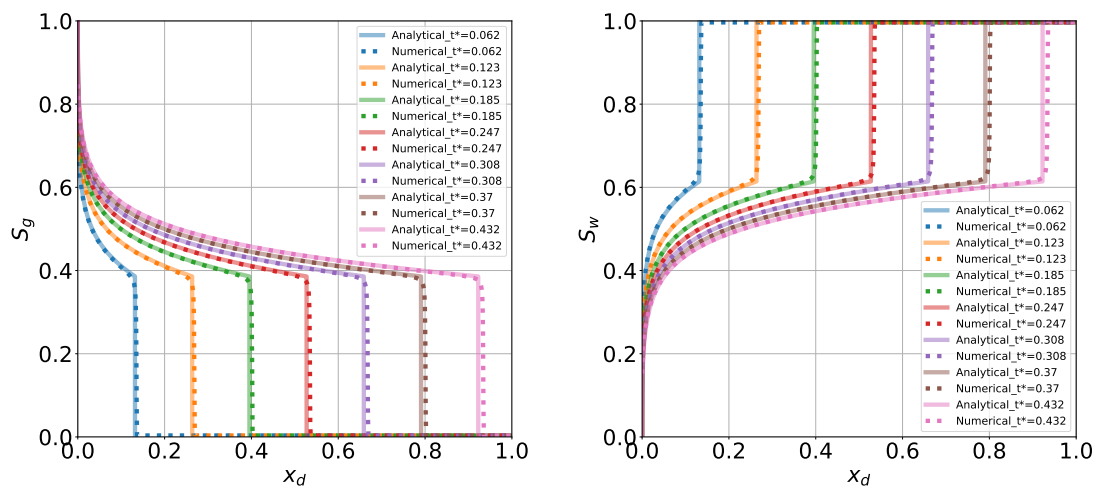 1.0
0.8
0.6
0.4
0.2
0.0
0.0 0.2 0.4 0.6 0.8 1.0
S_g
x_d
Analytical_t*=0.062
Numerical_t*=0.062
Analytical_t*=0.123
Numerical_t*=0.123
Analytical_t*=0.185
Numerical_t*=0.185
Analytical_t*=0.247
Numerical_t*=0.247
Analytical_t*=0.308
Numerical_t*=0.308
Analytical_t*=0.37
Numerical_t*=0.37
Analytical_t*=0.432
Numerical_t*=0.432
1.0
0.8
0.6
0.4
0.2
0.0
0.0 0.2 0.4 0.6 0.8 1.0
S_w
x_d
Analytical_t*=0.062
Numerical_t*=0.062
Analytical_t*=0.123
Numerical_t*=0.123
Analytical_t*=0.185
Numerical_t*=0.185
Analytical_t*=0.247
Numerical_t*=0.247
Analytical_t*=0.308
Numerical_t*=0.308
Analytical_t*=0.37
Numerical_t*=0.37
Analytical_t*=0.432
Numerical_t*=0.432